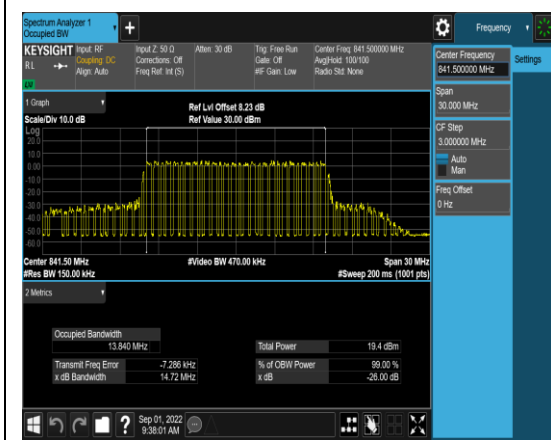 Spectrum Analyzer 1
Occupied BW
+
Frequency
KEYSIGHT
RL
Input: RF
Coupling: DC
Align: Auto
Input Z: 50 Ω
Corrections: Off
Freq Ref: Int (S)
Atten: 30 dB
Trig: Free Run
Gate: Off
#IF Gain: Low
Center Freq: 841.500000 MHz
Avg|Hold: 100/100
Radio Std: None
Center Frequency
841.500000 MHz
Settings
Span
30.000 MHz
CF Step
3.000000 MHz
Auto
Man
Freq Offset
0 Hz
1 Graph
Scale/Div 10.0 dB
Ref Lvl Offset 8.23 dB
Ref Value 30.00 dBm
Log
20.0
10.0
0.00
-10.0
-20.0
-30.0
-40.0
-50.0
-60.0
Center 841.50 MHz
#Video BW 470.00 kHz
Span 30 MHz
#Res BW 150.00 kHz
#Sweep 200 ms (1001 pts)
2 Metrics
Occupied Bandwidth
13.840 MHz
Total Power
19.4 dBm
Transmit Freq Error
-7.286 kHz
% of OBW Power
99.00 %
x dB Bandwidth
14.72 MHz
x dB
-26.00 dB
?
Sep 01, 2022
9:38:01 AM